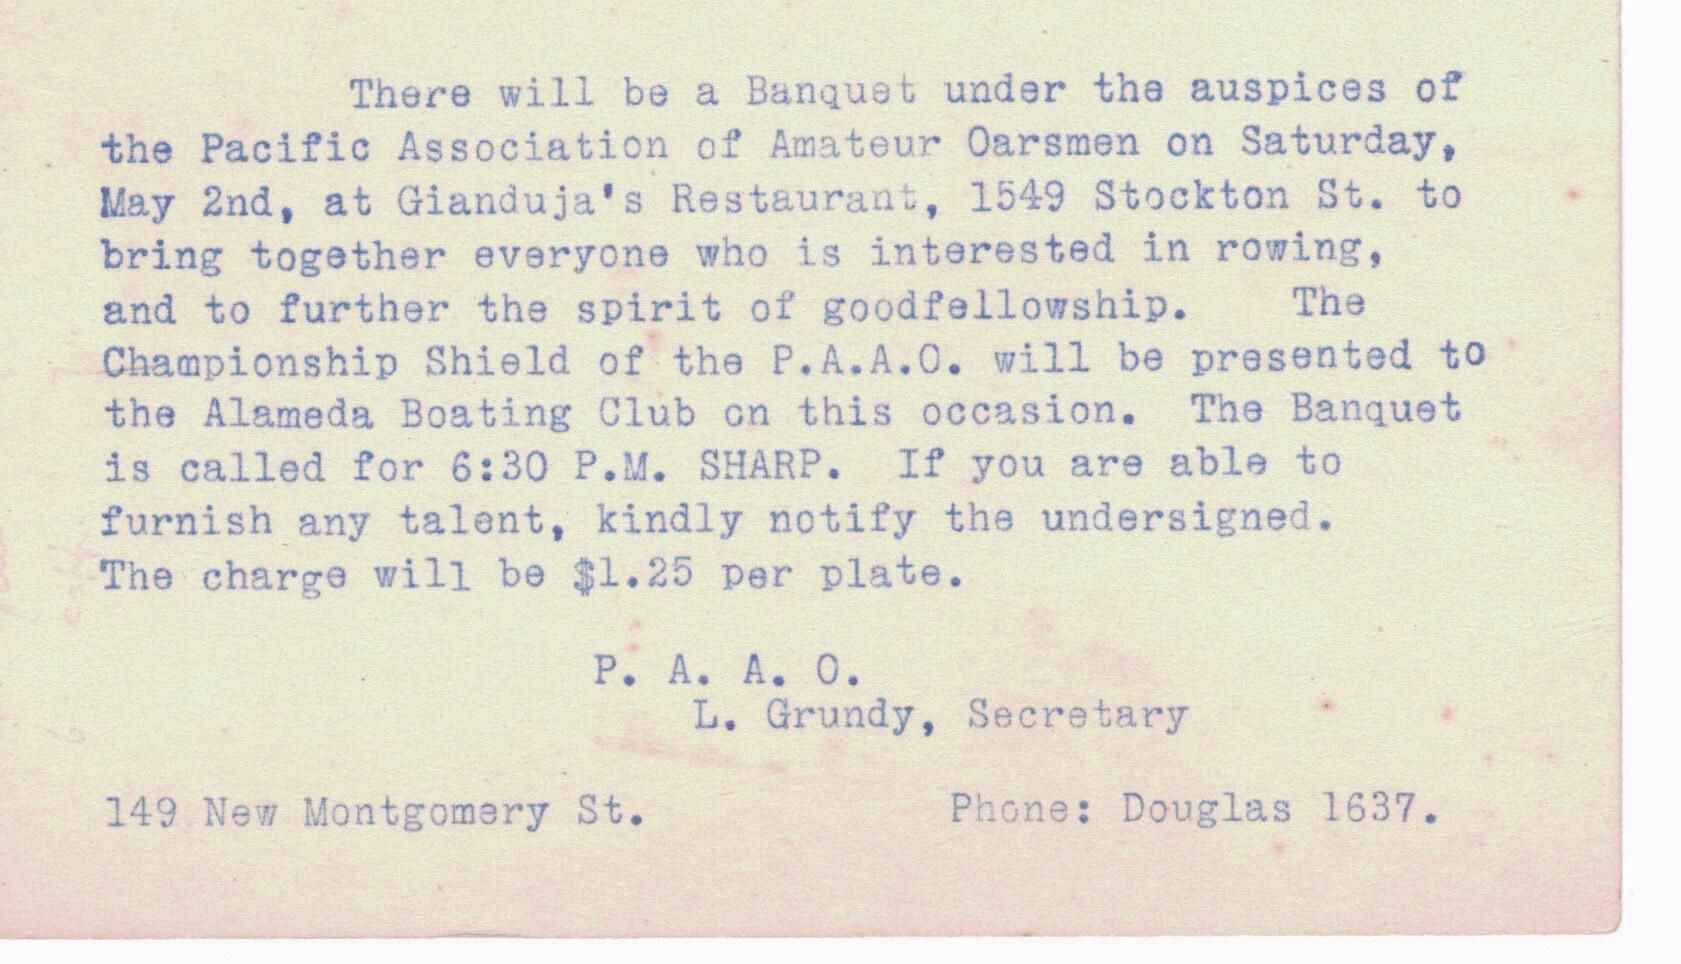 There will be a Banquet under the auspices of
the Pacific Association of Amateur Oarsmen on Saturday,
May 2nd, at Gianduja's Restaurant, 1549 Stockton St. to
bring together everyone who is interested in rowing,
and to further the spirit of goodfellowship. The
Championship Shield of the P.A.A.O. will be presented to
the Alameda Boating Club on this occasion. The Banquet
is called for 6:30 P.M. SHARP. If you are able to
furnish any talent, kindly notify the undersigned.
The charge will be $1.25 per plate.
P. A. A. O.
L. Grundy, Secretary
149 New Montgomery St. Phone: Douglas 1637.